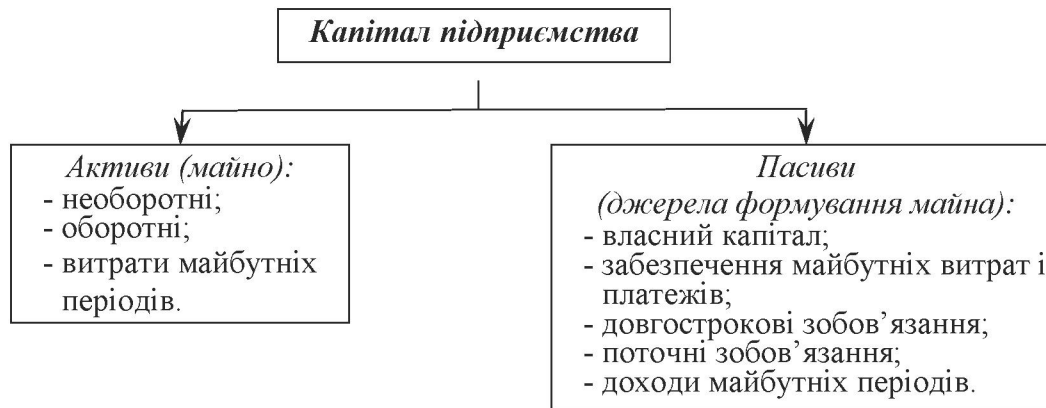 Капітал підприємства
Активи (майно):
- необоротні;
- оборотні;
- витрати майбутніх
періодів.
Пасиви
(джерела формування майна):
- власний капітал;
- забезпечення майбутніх витрат і
платежів;
- довгострокові зобов’язання;
- поточні зобов’язання;
- доходи майбутніх періодів.